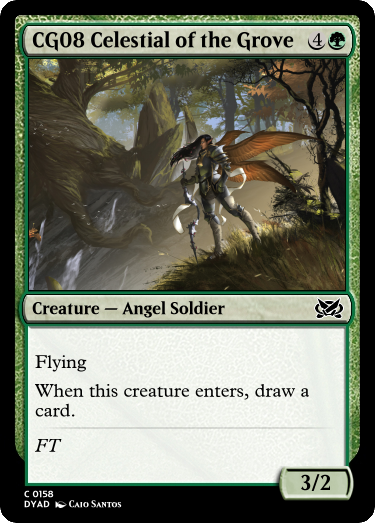 CG08 Celestial of the Grove 4
Creature — Angel Soldier
Flying
When this creature enters, draw a
card.
FT
3/2
C 0158
DYAD Caio Santos